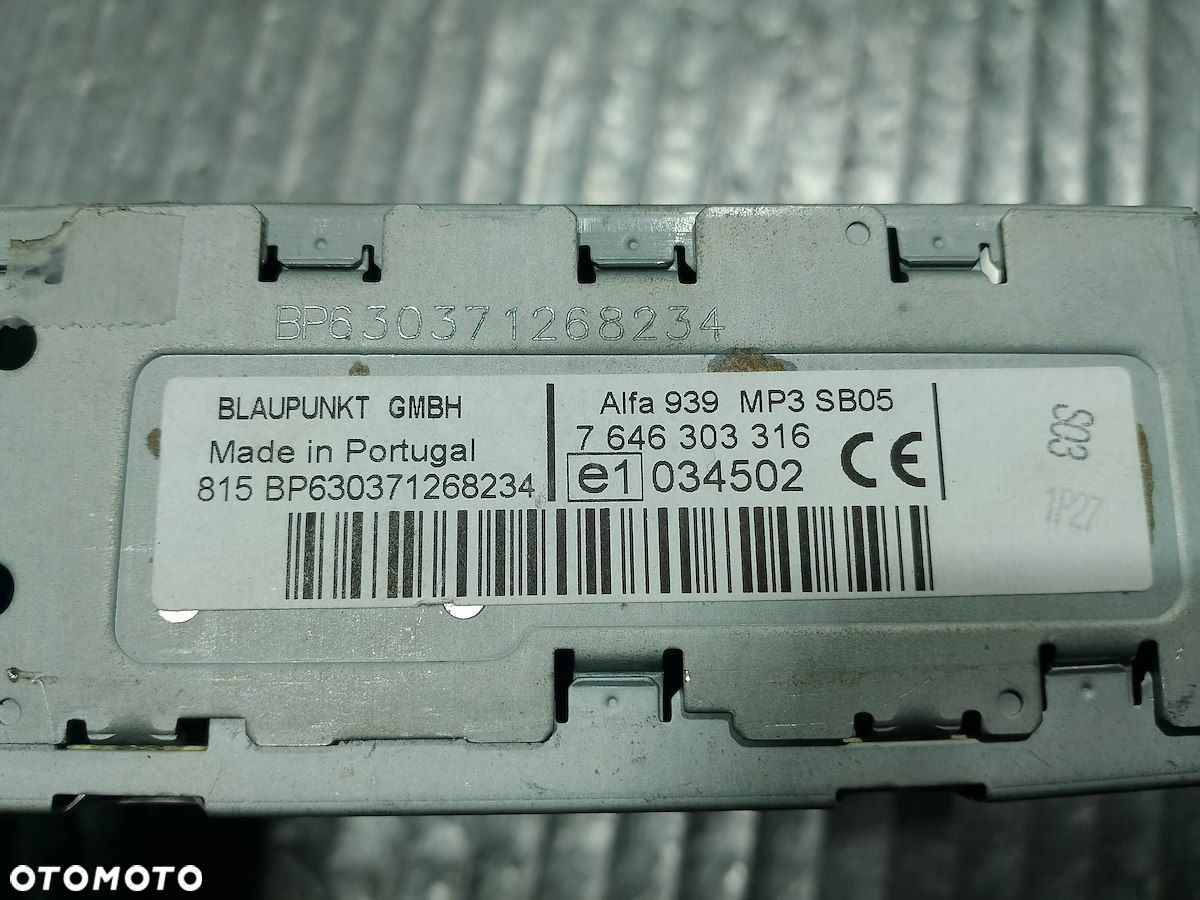 BP630371268234
BLAUPUNKT GMBH
Made in Portugal
815 BP630371268234
Alfa 939 MP3 SB05
7 646 303 316
e1 034502 CE
S03
1P27
OTOMOTO